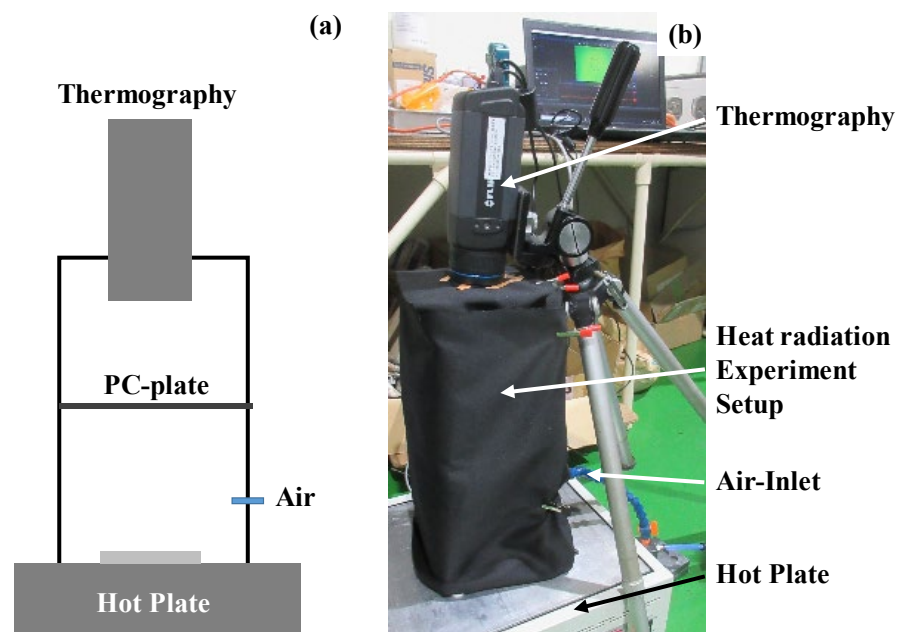 (a)
Thermography
PC-plate
Air
Hot Plate
(b)
Thermography
Heat radiation
Experiment
Setup
Air-Inlet
Hot Plate